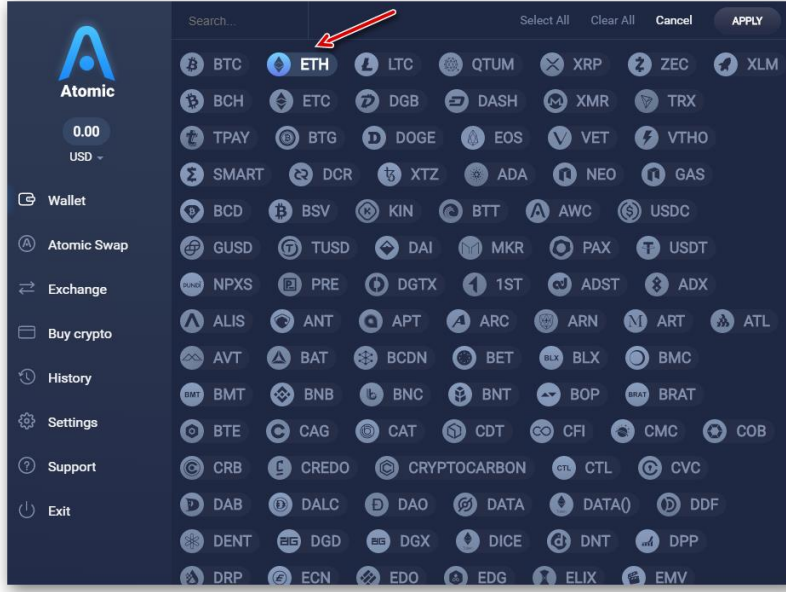 Search...
Select All Clear All Cancel APPLY
Atomic
0.00
USD
Wallet
Atomic Swap
Exchange
Buy crypto
History
Settings
Support
Exit
BTC ETH LTC QTUM XRP ZEC XLM
BCH ETC DGB DASH XMR TRX
TPAY BTG DOGE EOS VET VTHO
SMART DCR XTZ ADA NEO GAS
BCD BSV KIN BTT AWC USDC
GUSD TUSD DAI MKR PAX USDT
NPXS PRE DGTX 1ST ADST ADX
ALIS ANT APT ARC ARN ART ATL
AVT BAT BCDN BET BLX BLX BMC
BMT BMT BNB BNC BNT BOP BRAT BRAT
BTE CAG CAT CDT CFI CMC COB
CRB CREDO CRYPTOCARBON CTL CTL CVC
DAB DALC DAO DATA DATA() DDF
DENT DGD DGX DICE DNT DPP
DRP ECN EDO EDG ELIX EMV